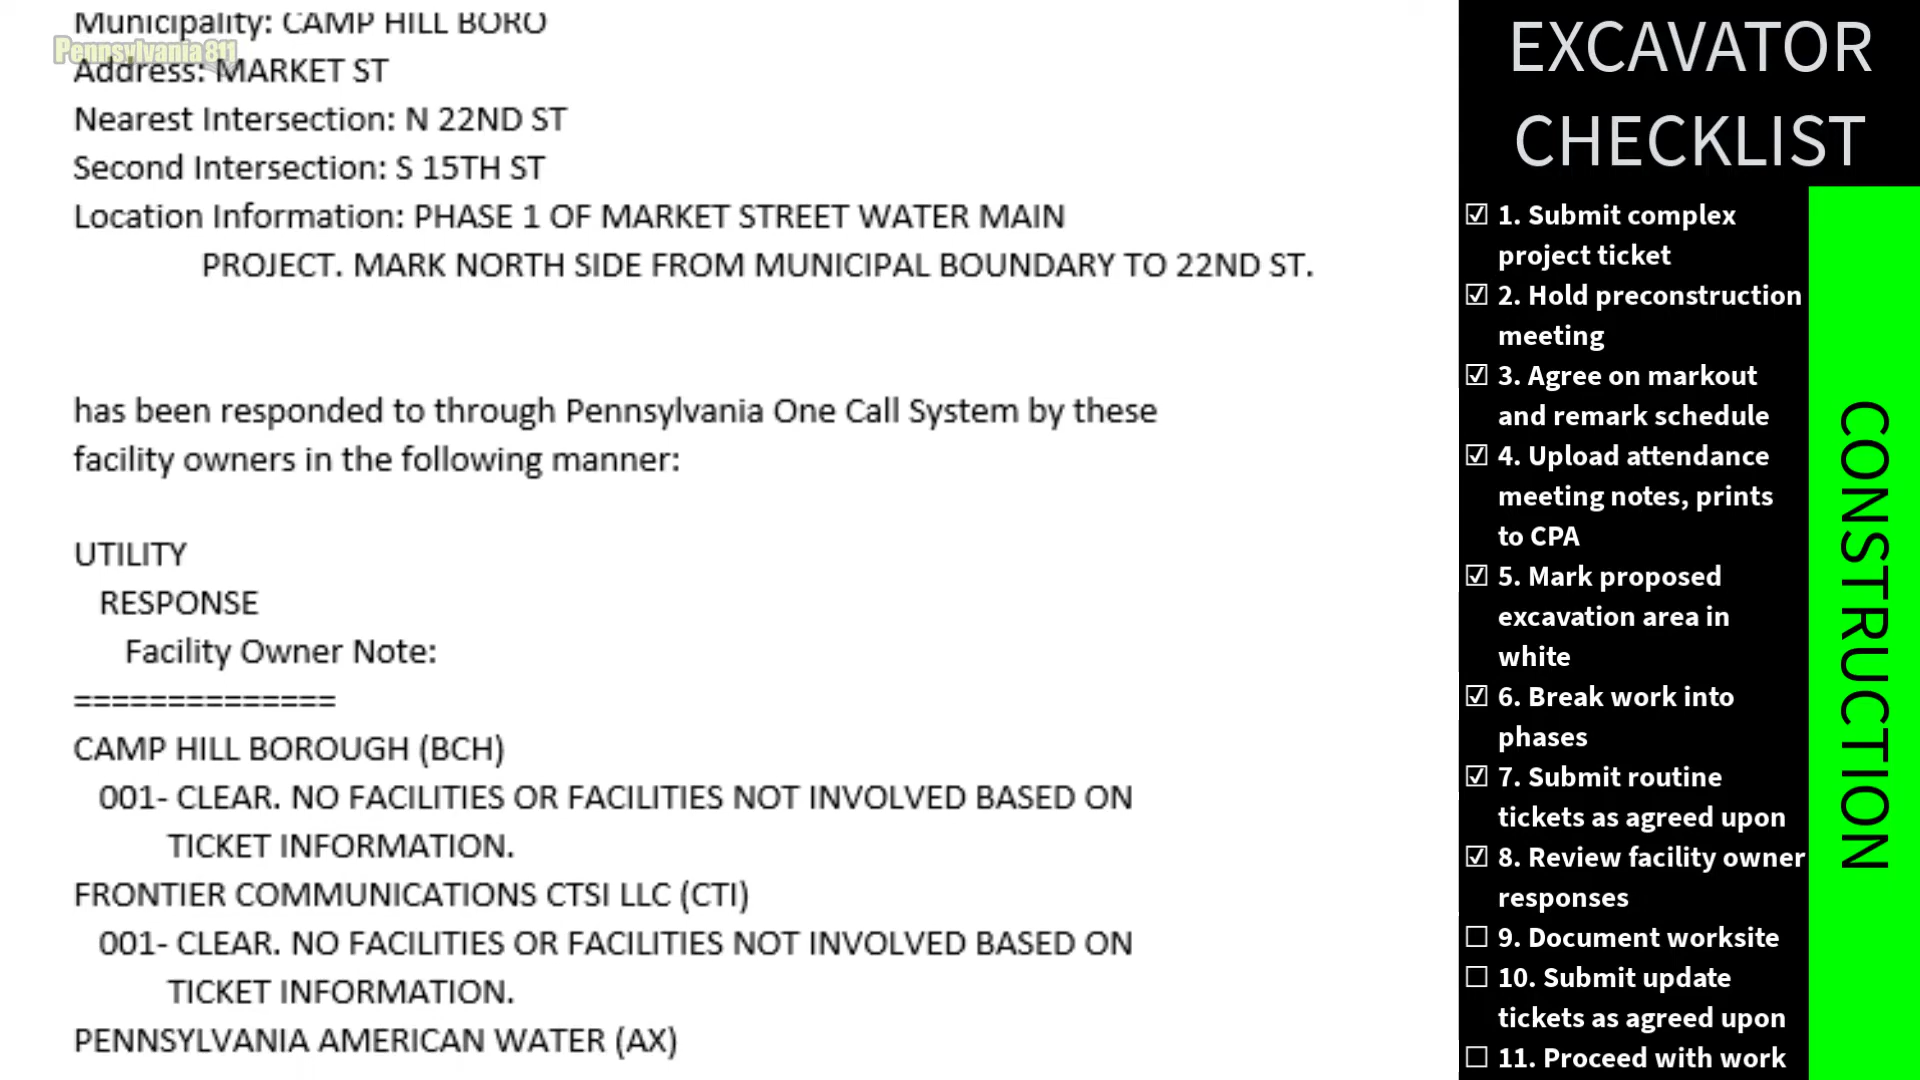 Municipality: CAMP HILL BORO
Pennsylvania 811
Address: MARKET ST
Nearest Intersection: N 22ND ST
Second Intersection: S 15TH ST
Location Information: PHASE 1 OF MARKET STREET WATER MAIN
PROJECT. MARK NORTH SIDE FROM MUNICIPAL BOUNDARY TO 22ND ST.
has been responded to through Pennsylvania One Call System by these
facility owners in the following manner:
UTILITY
RESPONSE
Facility Owner Note:
==============
CAMP HILL BOROUGH (BCH)
001- CLEAR. NO FACILITIES OR FACILITIES NOT INVOLVED BASED ON
TICKET INFORMATION.
FRONTIER COMMUNICATIONS CTSI LLC (CTI)
001- CLEAR. NO FACILITIES OR FACILITIES NOT INVOLVED BASED ON
TICKET INFORMATION.
PENNSYLVANIA AMERICAN WATER (AX)
EXCAVATOR
CHECKLIST
☑ 1. Submit complex
project ticket
☑ 2. Hold preconstruction
meeting
☑ 3. Agree on markout
and remark schedule
☑ 4. Upload attendance
meeting notes, prints
to CPA
☑ 5. Mark proposed
excavation area in
white
☑ 6. Break work into
phases
☑ 7. Submit routine
tickets as agreed upon
☑ 8. Review facility owner
responses
☐ 9. Document worksite
☐ 10. Submit update
tickets as agreed upon
☐ 11. Proceed with work
CONSTRUCTION